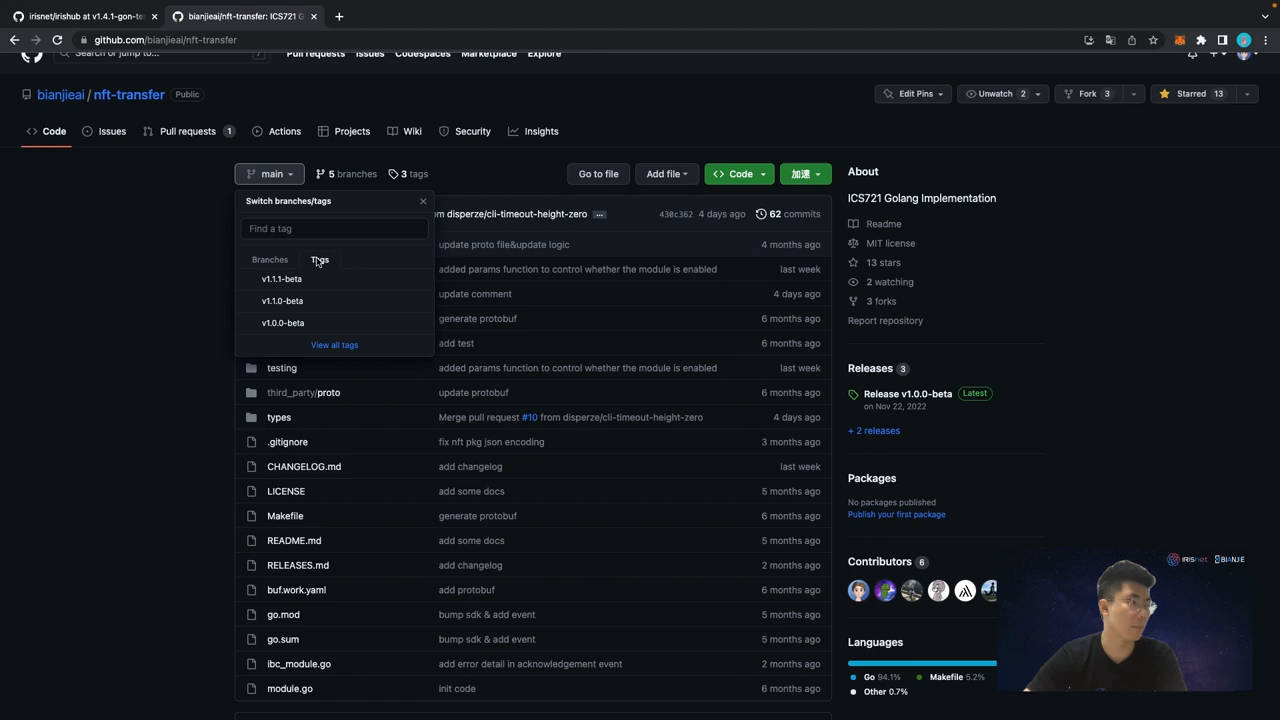 irisnet/irishub at v1.4.1-gon-te
bianjieai/nft-transfer: ICS721 G
github.com/bianjieai/nft-transfer
Search or jump to...
/
Pull requests
Issues
Codespaces
Marketplace
Explore
bianjieai / nft-transfer
Public
Edit Pins
Unwatch 2
Fork 3
Starred 13
Code
Issues
Pull requests 1
Actions
Projects
Wiki
Security
Insights
main
5 branches
3 tags
Go to file
Add file
Code
加速
Switch branches/tags
Find a tag
Branches
Tags
v1.1.1-beta
v1.1.0-beta
v1.0.0-beta
View all tags
om disperze/cli-timeout-height-zero ... 430c362 4 days ago 62 commits
update proto file&update logic 4 months ago
added params function to control whether the module is enabled last week
update comment 4 days ago
generate protobuf 6 months ago
add test 6 months ago
testing added params function to control whether the module is enabled last week
third_party/proto update protobuf 6 months ago
types Merge pull request #10 from disperze/cli-timeout-height-zero 4 days ago
.gitignore fix nft pkg json encoding 3 months ago
CHANGELOG.md add changelog last week
LICENSE add some docs 5 months ago
Makefile generate protobuf 6 months ago
README.md add some docs 5 months ago
RELEASES.md add changelog 2 months ago
buf.work.yaml add protobuf 6 months ago
go.mod bump sdk & add event 5 months ago
go.sum bump sdk & add event 5 months ago
ibc_module.go add error detail in acknowledgement event 2 months ago
module.go init code 6 months ago
About
ICS721 Golang Implementation
Readme
MIT license
13 stars
2 watching
3 forks
Report repository
Releases 3
Release v1.0.0-beta Latest
on Nov 22, 2022
+ 2 releases
Packages
No packages published
Publish your first package
Contributors 6
Languages
Go 94.1%
Makefile 5.2%
Other 0.7%
IRISnet
BIANJIE